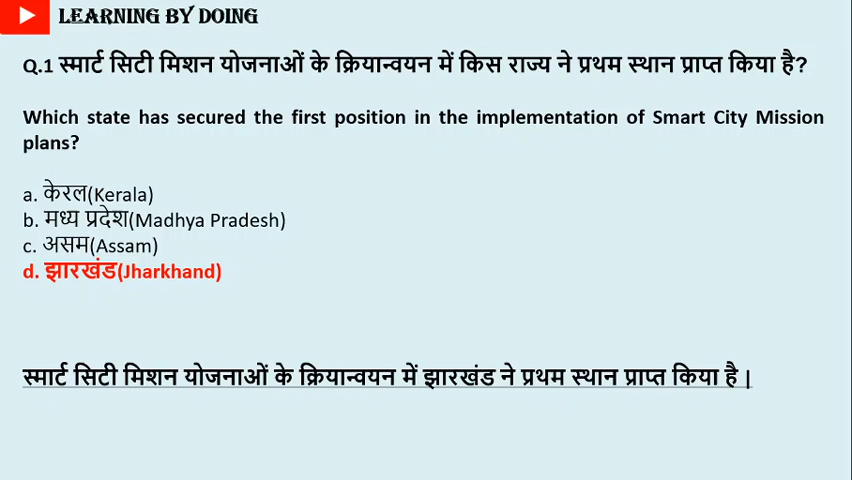 LEARNING BY DOING
Q.1 स्मार्ट सिटी मिशन योजनाओं के क्रियान्वयन में किस राज्य ने प्रथम स्थान प्राप्त किया है?
Which state has secured the first position in the implementation of Smart City Mission
plans?
a. केरल(Kerala)
b. मध्य प्रदेश(Madhya Pradesh)
c. असम(Assam)
d. झारखंड(Jharkhand)
स्मार्ट सिटी मिशन योजनाओं के क्रियान्वयन में झारखंड ने प्रथम स्थान प्राप्त किया है |